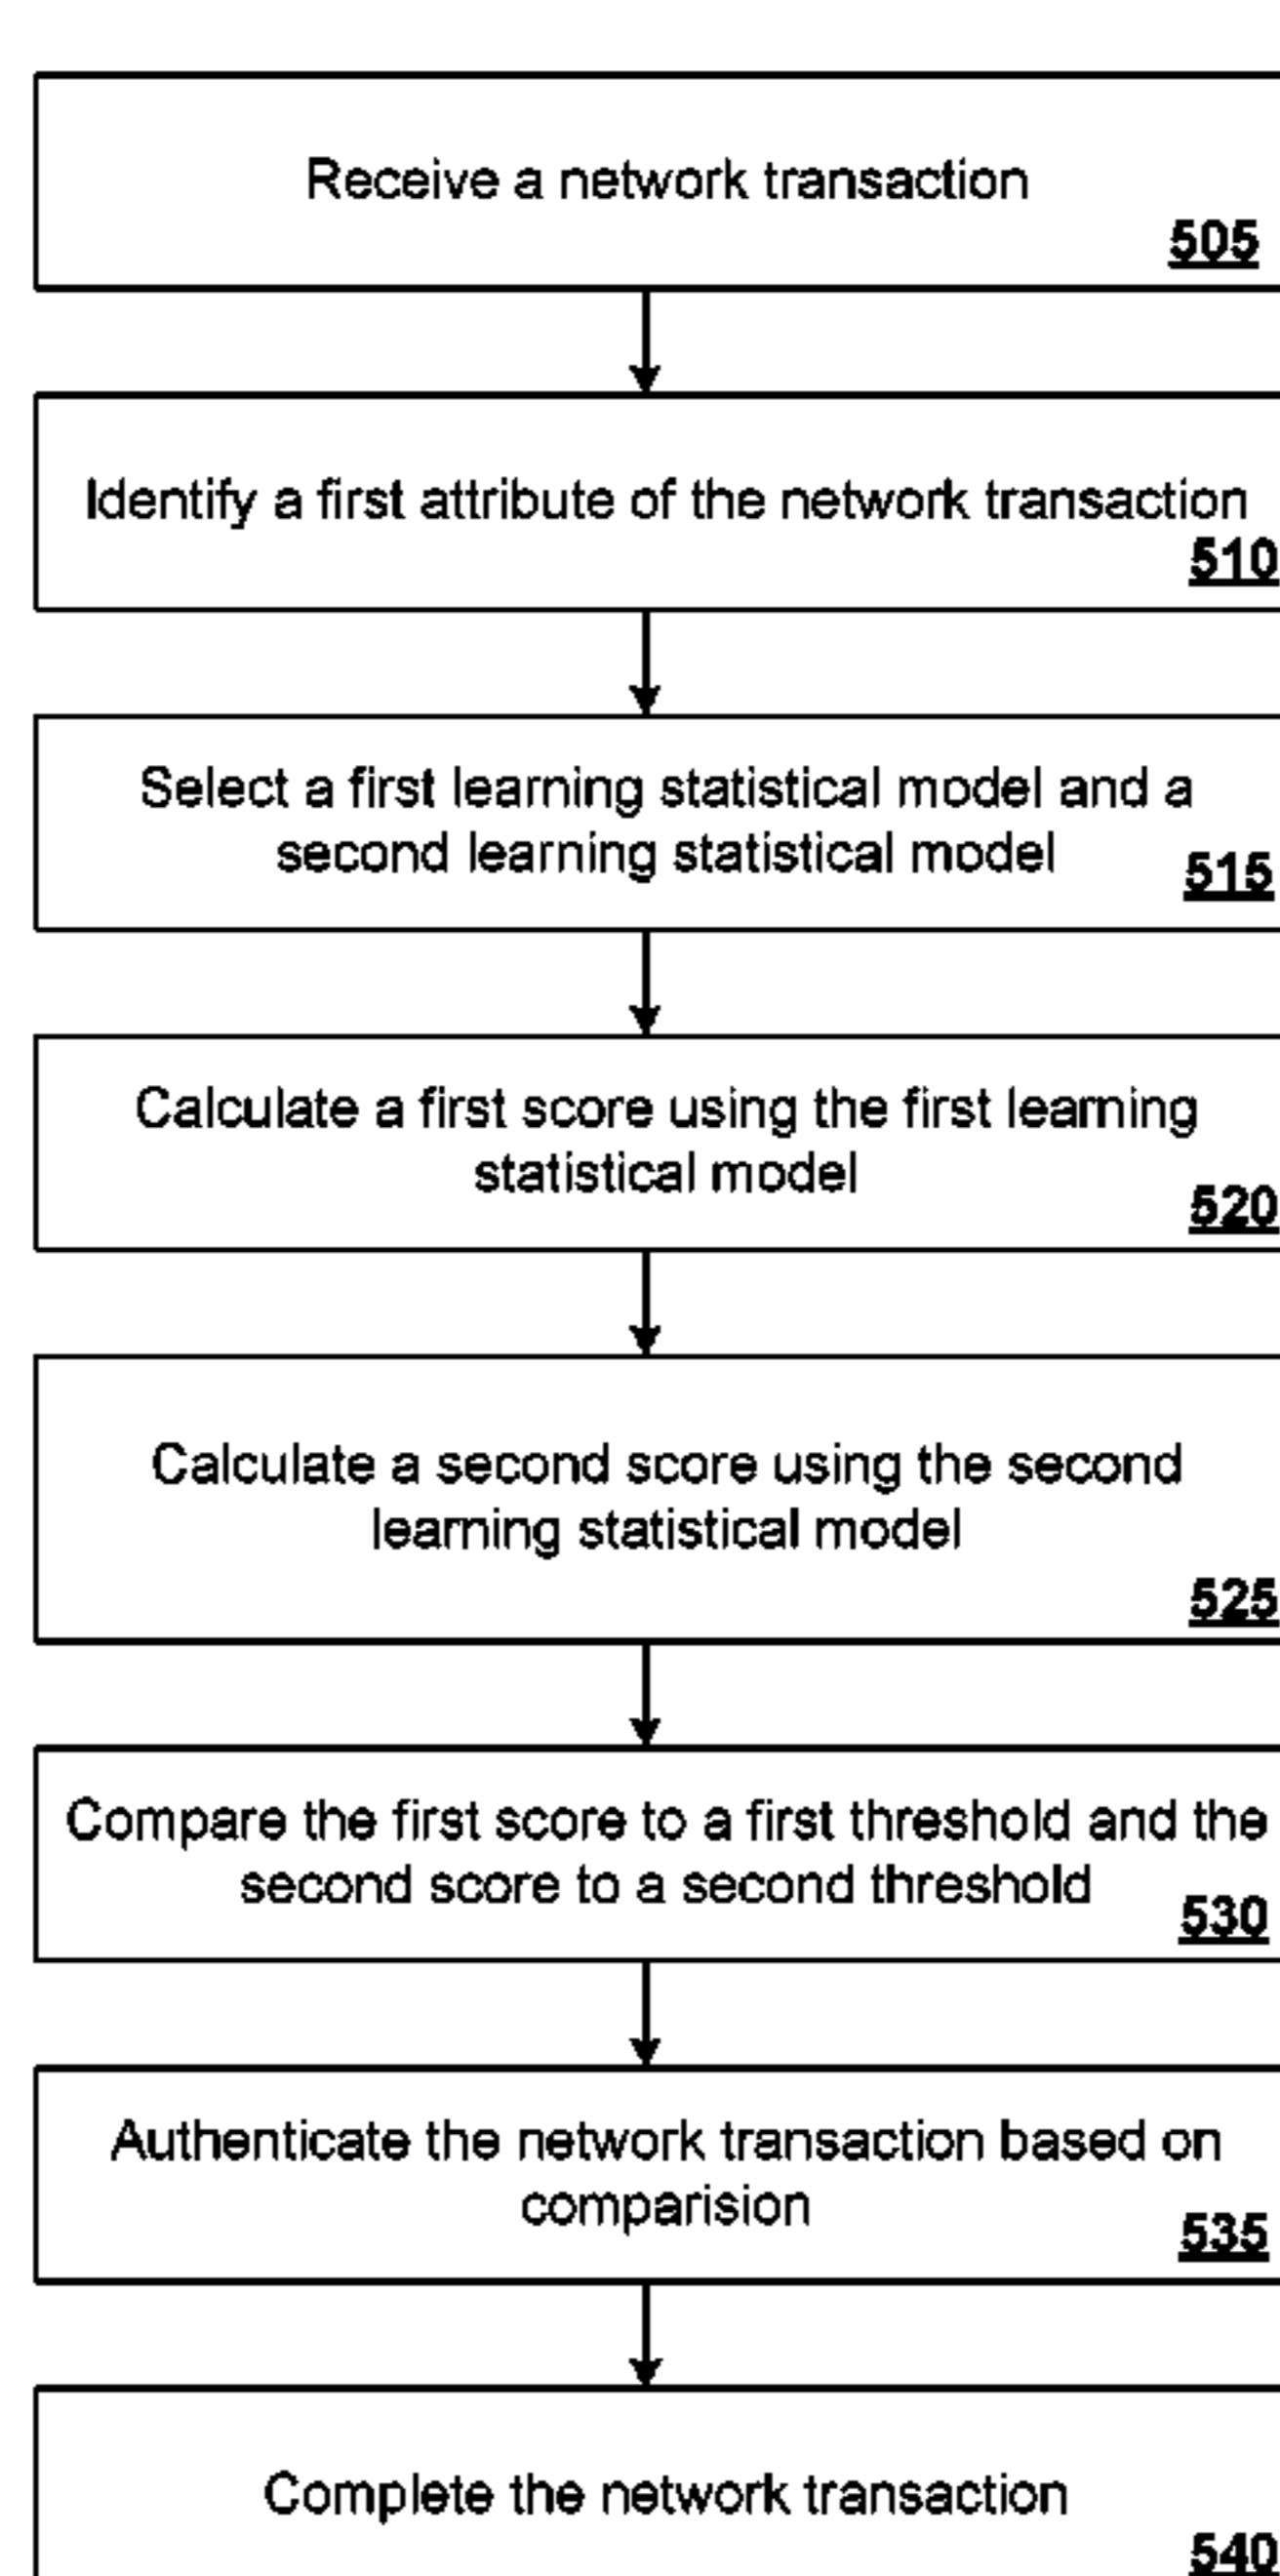 Receive a network transaction
505
Identify a first attribute of the network transaction
510
Select a first learning statistical model and a
second learning statistical model
515
Calculate a first score using the first learning
statistical model
520
Calculate a second score using the second
learning statistical model
525
Compare the first score to a first threshold and the
second score to a second threshold
530
Authenticate the network transaction based on
comparision
535
Complete the network transaction
540